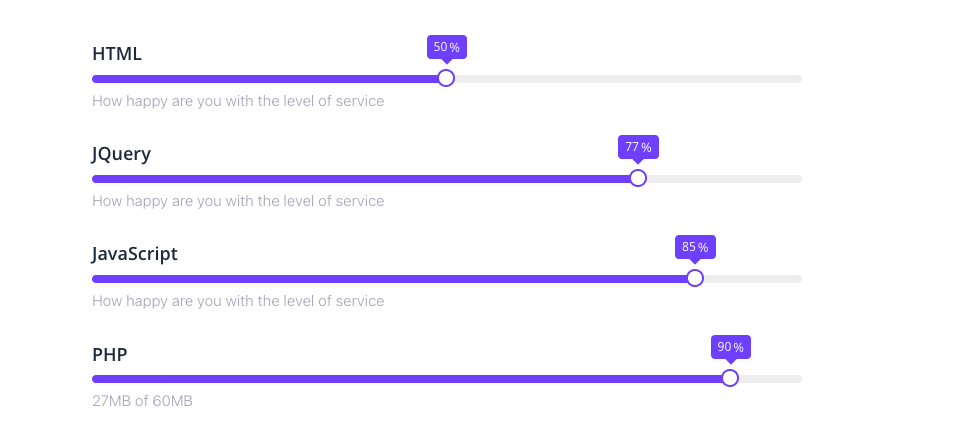 50 %
HTML
How happy are you with the level of service
77 %
JQuery
How happy are you with the level of service
85 %
JavaScript
How happy are you with the level of service
90 %
PHP
27MB of 60MB